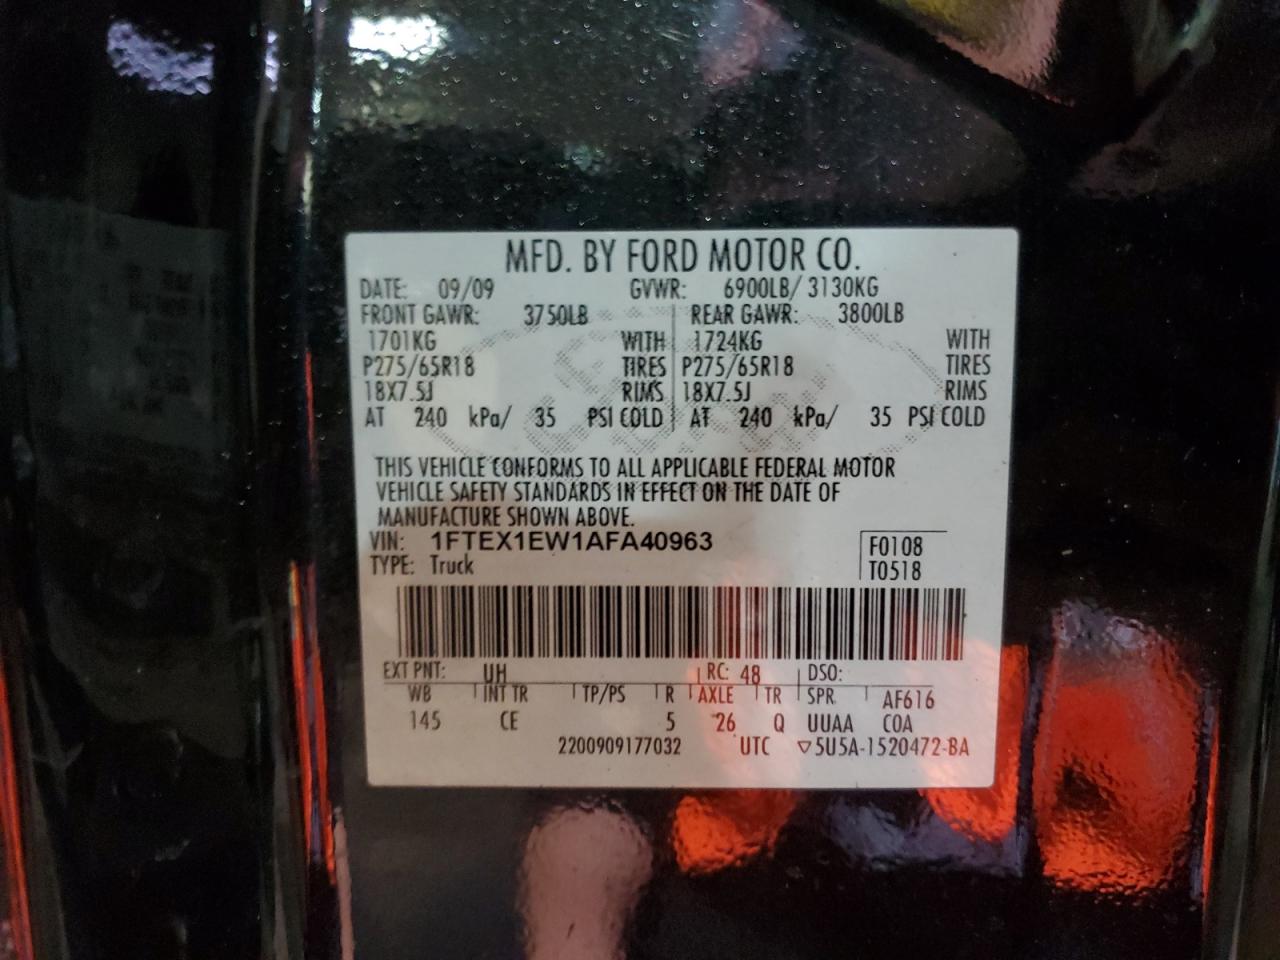 MFD. BY FORD MOTOR CO.
DATE: 09/09 GVWR: 6900LB/ 3130KG
FRONT GAWR: 3750LB REAR GAWR: 3800LB
1701KG WITH 1724KG WITH
P275/65R18 TIRES P275/65R18 TIRES
18X7.5J RIMS 18X7.5J RIMS
AT 240 kPa/ 35 PSI COLD AT 240 kPa/ 35 PSI COLD
THIS VEHICLE CONFORMS TO ALL APPLICABLE FEDERAL MOTOR
VEHICLE SAFETY STANDARDS IN EFFECT ON THE DATE OF
MANUFACTURE SHOWN ABOVE.
VIN: 1FTEX1EW1AFA40963 F0108
TYPE: Truck T0518
EXT PNT: UH RC: 48 DSO:
WB INT TR TP/PS R AXLE TR SPR AF616
145 CE 5 26 Q UUAA COA
2200909177032 UTC ▽5U5A-1520472-BA